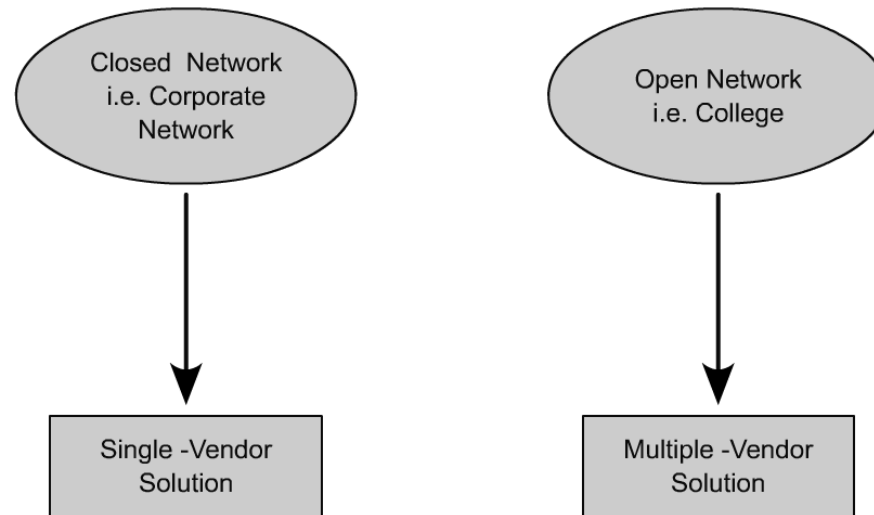 Closed Network
i.e. Corporate
Network
Open Network
i.e. College
Single -Vendor
Solution
Multiple -Vendor
Solution